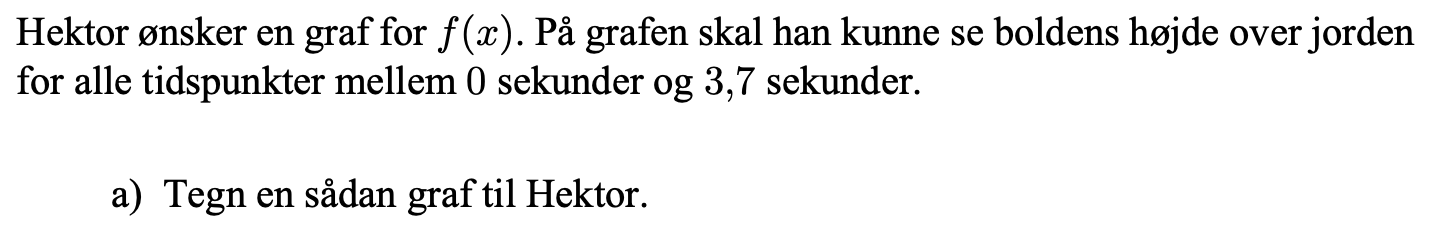 Hektor ønsker en graf for f(x). På grafen skal han kunne se boldens højde over jorden
for alle tidspunkter mellem 0 sekunder og 3,7 sekunder.
a) Tegn en sådan graf til Hektor.